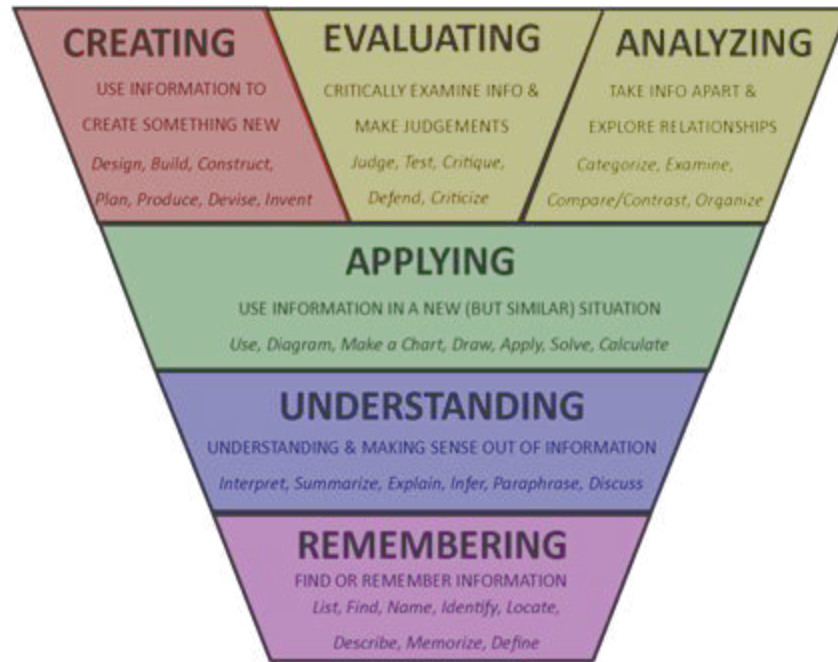 CREATING
USE INFORMATION TO
CREATE SOMETHING NEW
Design, Build, Construct,
Plan, Produce, Devise, Invent
EVALUATING
CRITICALLY EXAMINE INFO &
MAKE JUDGEMENTS
Judge, Test, Critique,
Defend, Criticize
ANALYZING
TAKE INFO APART &
EXPLORE RELATIONSHIPS
Categorize, Examine,
Compare/Contrast, Organize
APPLYING
USE INFORMATION IN A NEW (BUT SIMILAR) SITUATION
Use, Diagram, Make a Chart, Draw, Apply, Solve, Calculate
UNDERSTANDING
UNDERSTANDING & MAKING SENSE OUT OF INFORMATION
Interpret, Summarize, Explain, Infer, Paraphrase, Discuss
REMEMBERING
FIND OR REMEMBER INFORMATION
List, Find, Name, Identify, Locate,
Describe, Memorize, Define